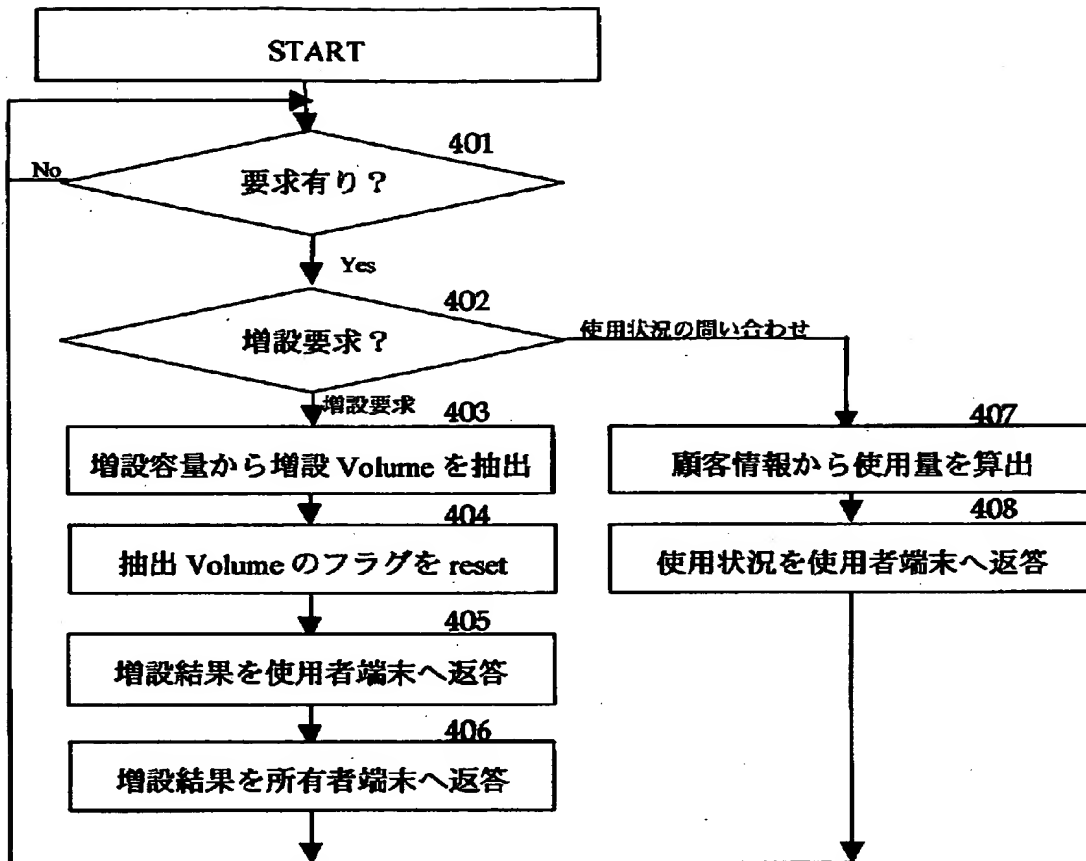 START
401
No
要求有り？
Yes
402
増設要求？
使用状況の問い合わせ
増設要求
403
増設容量から増設 Volume を抽出
407
顧客情報から使用量を算出
404
抽出 Volume のフラグを reset
408
使用状況を使用者端末へ返答
405
増設結果を使用者端末へ返答
406
増設結果を所有者端末へ返答